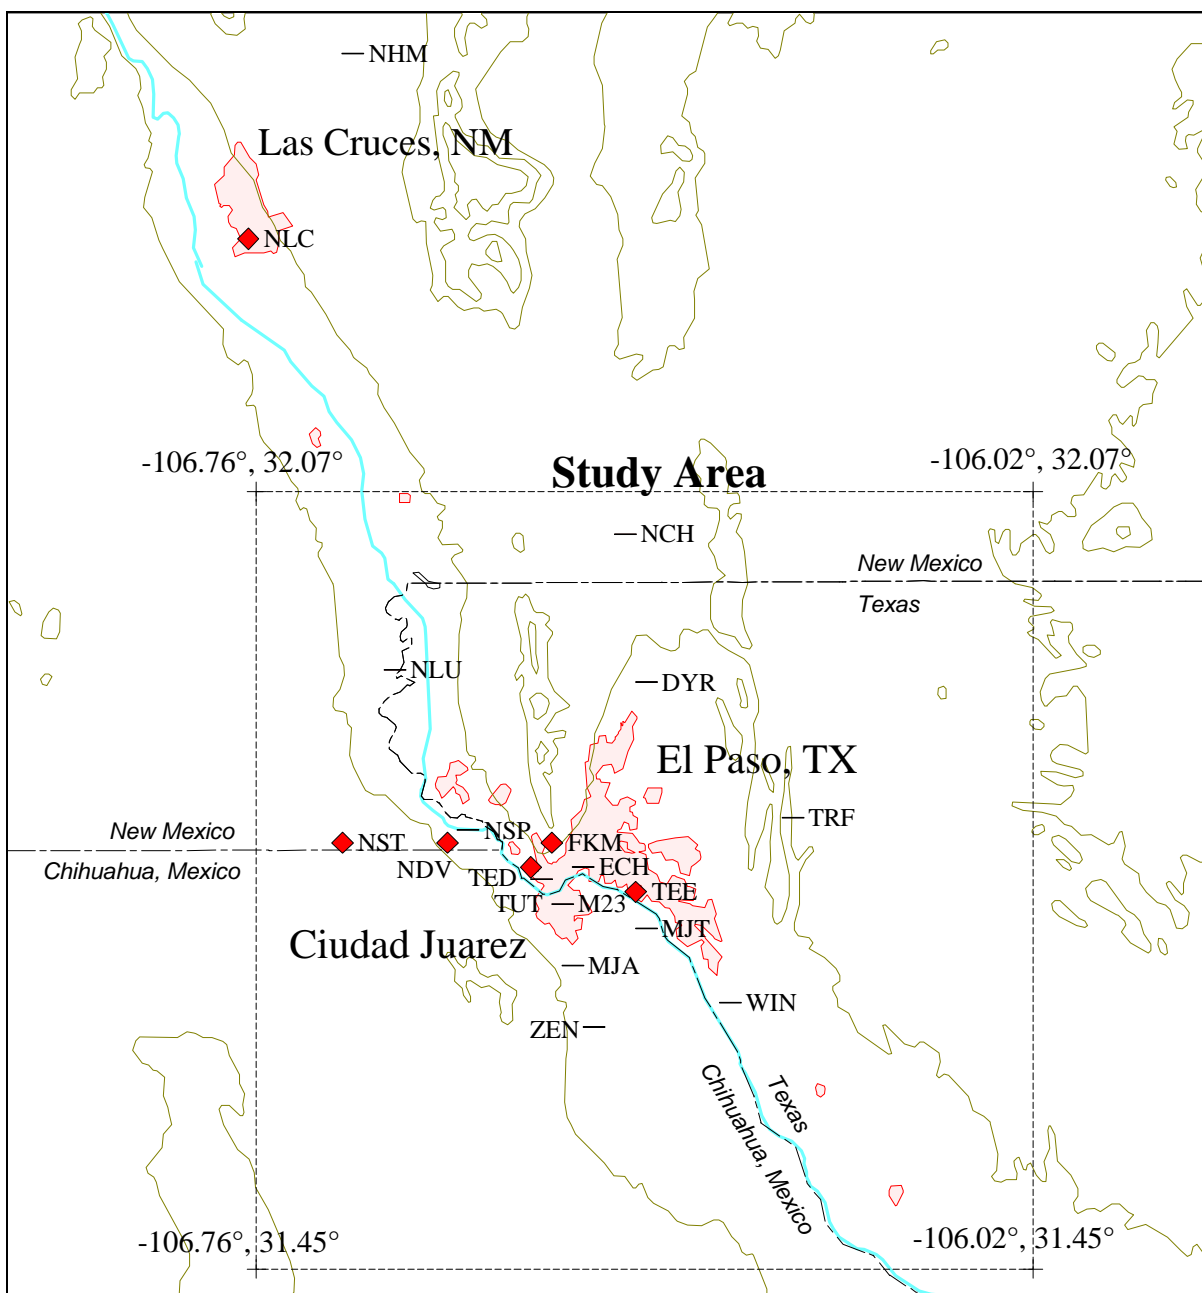 NHM
Las Cruces, NM
NLC
-106.76°, 32.07°
Study Area
-106.02°, 32.07°
NCH
New Mexico
Texas
NLU
DYR
El Paso, TX
TRF
New Mexico
Chihuahua, Mexico
NST
NDV
NSP
FKM
TED
ECH
TUT
M23
TEE
MJT
Ciudad Juarez
MJA
WIN
ZEN
Texas
Chihuahua, Mexico
-106.76°, 31.45°
-106.02°, 31.45°